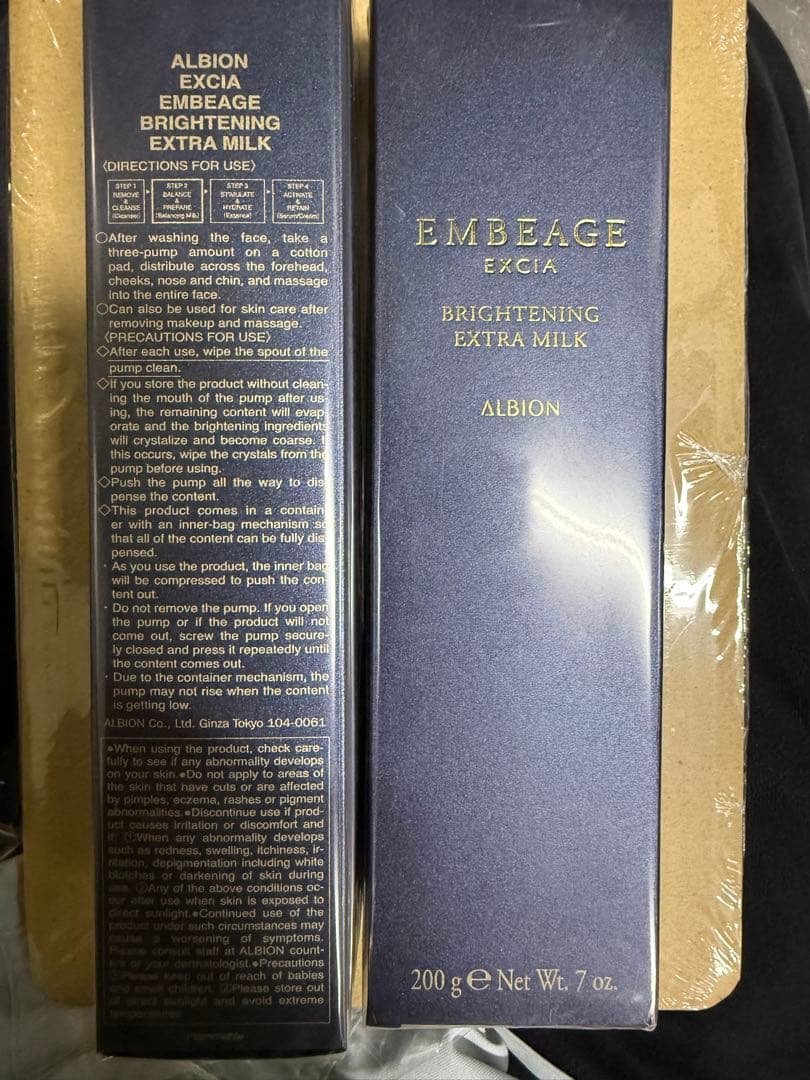 ALBION
EXCIA
EMBEAGE
BRIGHTENING
EXTRA MILK
〈DIRECTIONS FOR USE〉
STEP 1
REMOVE
&
CLEANSE
(Cleanser)
STEP 2
BALANCE
&
PREPARE
(Balancing Milk)
STEP 3
STIMULATE
&
HYDRATE
(Essence)
STEP 4
ACTIVATE
&
RETAIN
(Serum/Cream)
○After washing the face, take a
three-pump amount on a cotton
pad, distribute across the forehead,
cheeks, nose and chin, and massage
into the entire face.
○Can also be used for skin care after
removing makeup and massage.
〈PRECAUTIONS FOR USE〉
◇After each use, wipe the spout of the
pump clean.
◇If you store the product without clean-
ing the mouth of the pump after us-
ing, the remaining content will evap-
orate and the brightening ingredients
will crystalize and become coarse. If
this occurs, wipe the crystals from the
pump before using.
◇Push the pump all the way to dis-
pense the content.
◇This product comes in a contain-
er with an inner-bag mechanism so
that all of the content can be fully dis-
pensed.
· As you use the product, the inner bag
will be compressed to push the con-
tent out.
· Do not remove the pump. If you open
the pump or if the product will not
come out, screw the pump secure-
ly closed and press it repeatedly until
the content comes out.
· Due to the container mechanism, the
pump may not rise when the content
is getting low.
ALBION Co., Ltd. Ginza Tokyo 104-0061
●When using the product, check care-
fully to see if any abnormality develops
on your skin.●Do not apply to areas of
the skin that have cuts or are affected
by pimples, eczema, rashes or pigment
abnormalities.●Discontinue use if prod-
uct causes irritation or discomfort and
if: ①When any abnormality develops
such as redness, swelling, itchiness, ir-
ritation, depigmentation including white
blotches or darkening of skin during
use. ②Any of the above conditions oc-
cur after use when skin is exposed to
direct sunlight.●Continued use of the
product under such circumstances may
cause a worsening of symptoms.
Please consult staff at ALBION count-
ers or your dermatologist.●Precautions
①Please keep out of reach of babies
and small children. ②Please store out
of direct sunlight and avoid extreme
temperatures.
EMBEAGE
EXCIA
BRIGHTENING
EXTRA MILK
ALBION
200 g ℮ Net Wt. 7 oz.